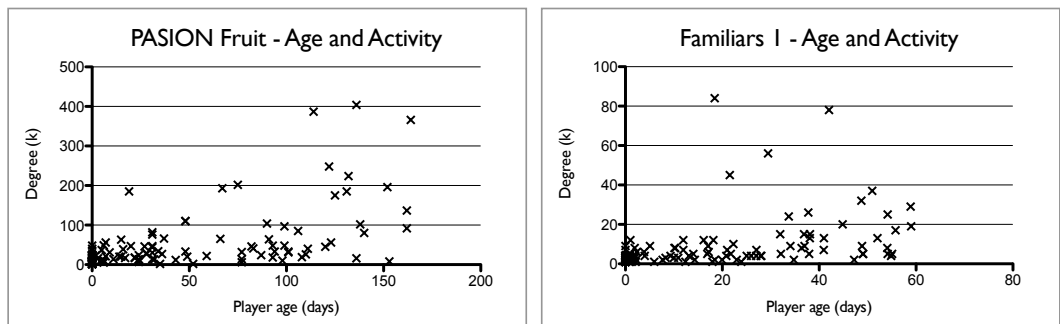 PASION Fruit - Age and Activity
500
400
300
200
100
0
0 50 100 150 200
Degree (k)
Player age (days)
Familiars 1 - Age and Activity
100
80
60
40
20
0
0 20 40 60 80
Degree (k)
Player age (days)